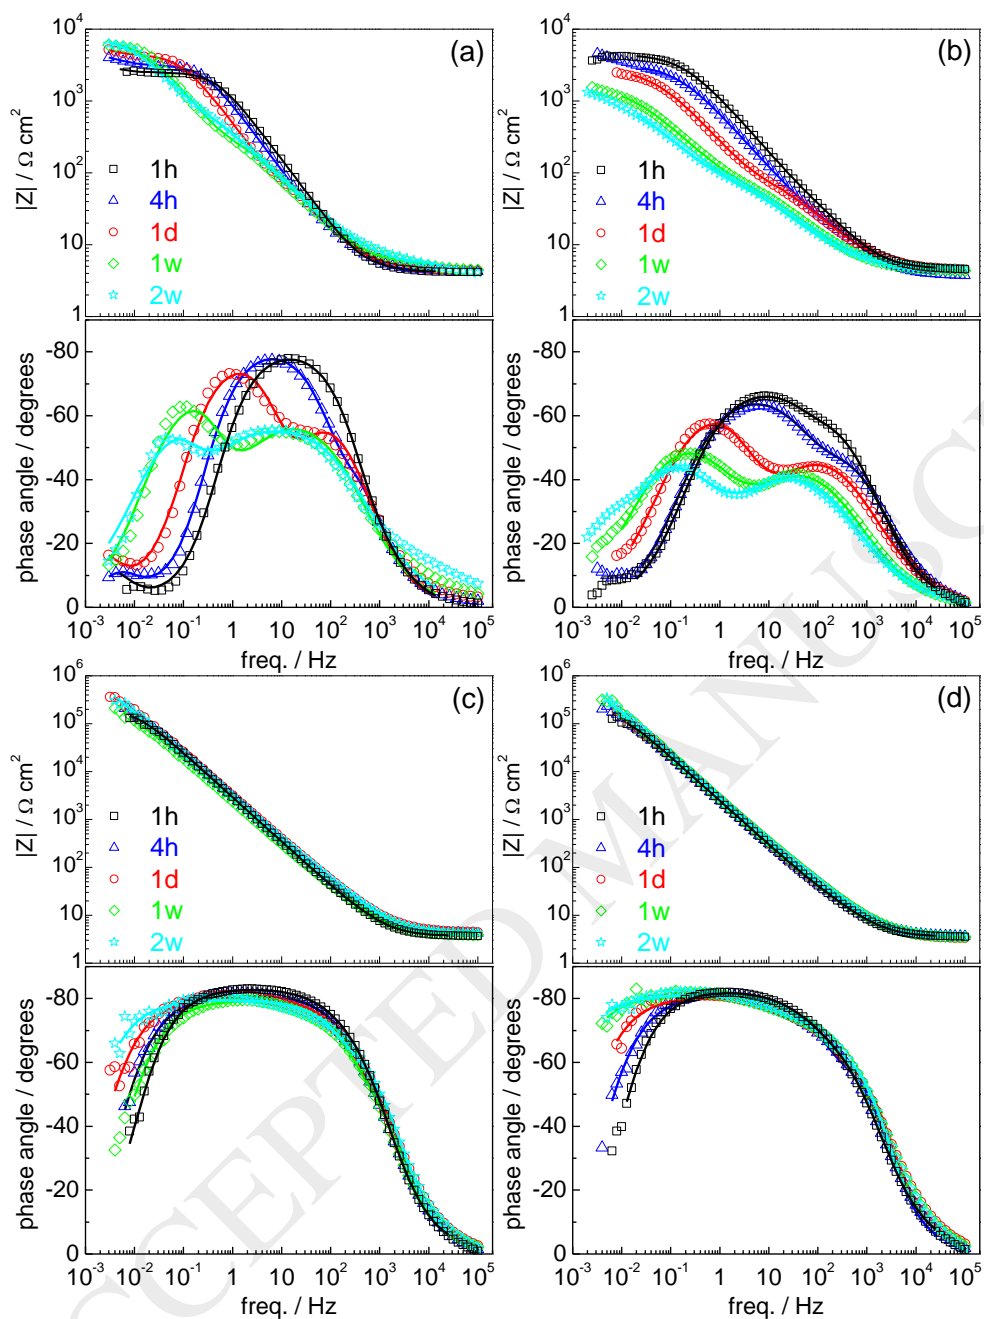 10⁴
10³
10²
10
1
|Z| / Ω cm²
(a)
1h
4h
1d
1w
2w
-80
-60
-40
-20
0
phase angle / degrees
10⁻³ 10⁻² 10⁻¹ 1 10 10² 10³ 10⁴ 10⁵
freq. / Hz
10⁴
10³
10²
10
1
|Z| / Ω cm²
(b)
1h
4h
1d
1w
2w
-80
-60
-40
-20
0
phase angle / degrees
10⁻³ 10⁻² 10⁻¹ 1 10 10² 10³ 10⁴ 10⁵
freq. / Hz
10⁶
10⁵
10⁴
10³
10²
10
1
|Z| / Ω cm²
(c)
1h
4h
1d
1w
2w
-80
-60
-40
-20
0
phase angle / degrees
10⁻³ 10⁻² 10⁻¹ 1 10 10² 10³ 10⁴ 10⁵
freq. / Hz
10⁶
10⁵
10⁴
10³
10²
10
1
|Z| / Ω cm²
(d)
1h
4h
1d
1w
2w
-80
-60
-40
-20
0
phase angle / degrees
10⁻³ 10⁻² 10⁻¹ 1 10 10² 10³ 10⁴ 10⁵
freq. / Hz
CCEPTED MANUSC